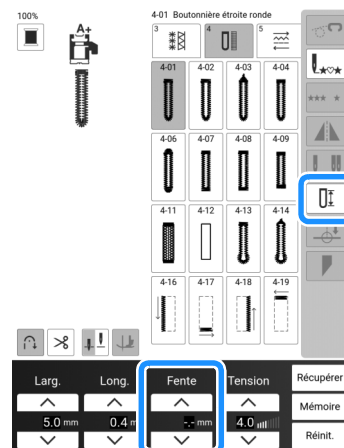 100%
A+
4-01 Boutonnière étroite ronde
3 4 5
4-01 4-02 4-03 4-04
4-06 4-07 4-08 4-09
4-11 4-12 4-13 4-14
4-16 4-17 4-18 4-19
Larg. Long. Fente Tension
5.0 mm 0.4 m -.- mm 4.0
Récupérer
Mémoire
Réinit.